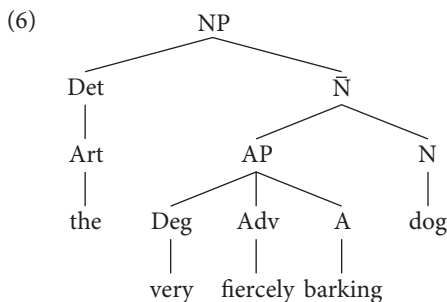 (6) NP
Det N̄
Art AP N
the Deg Adv A dog
very fiercely barking